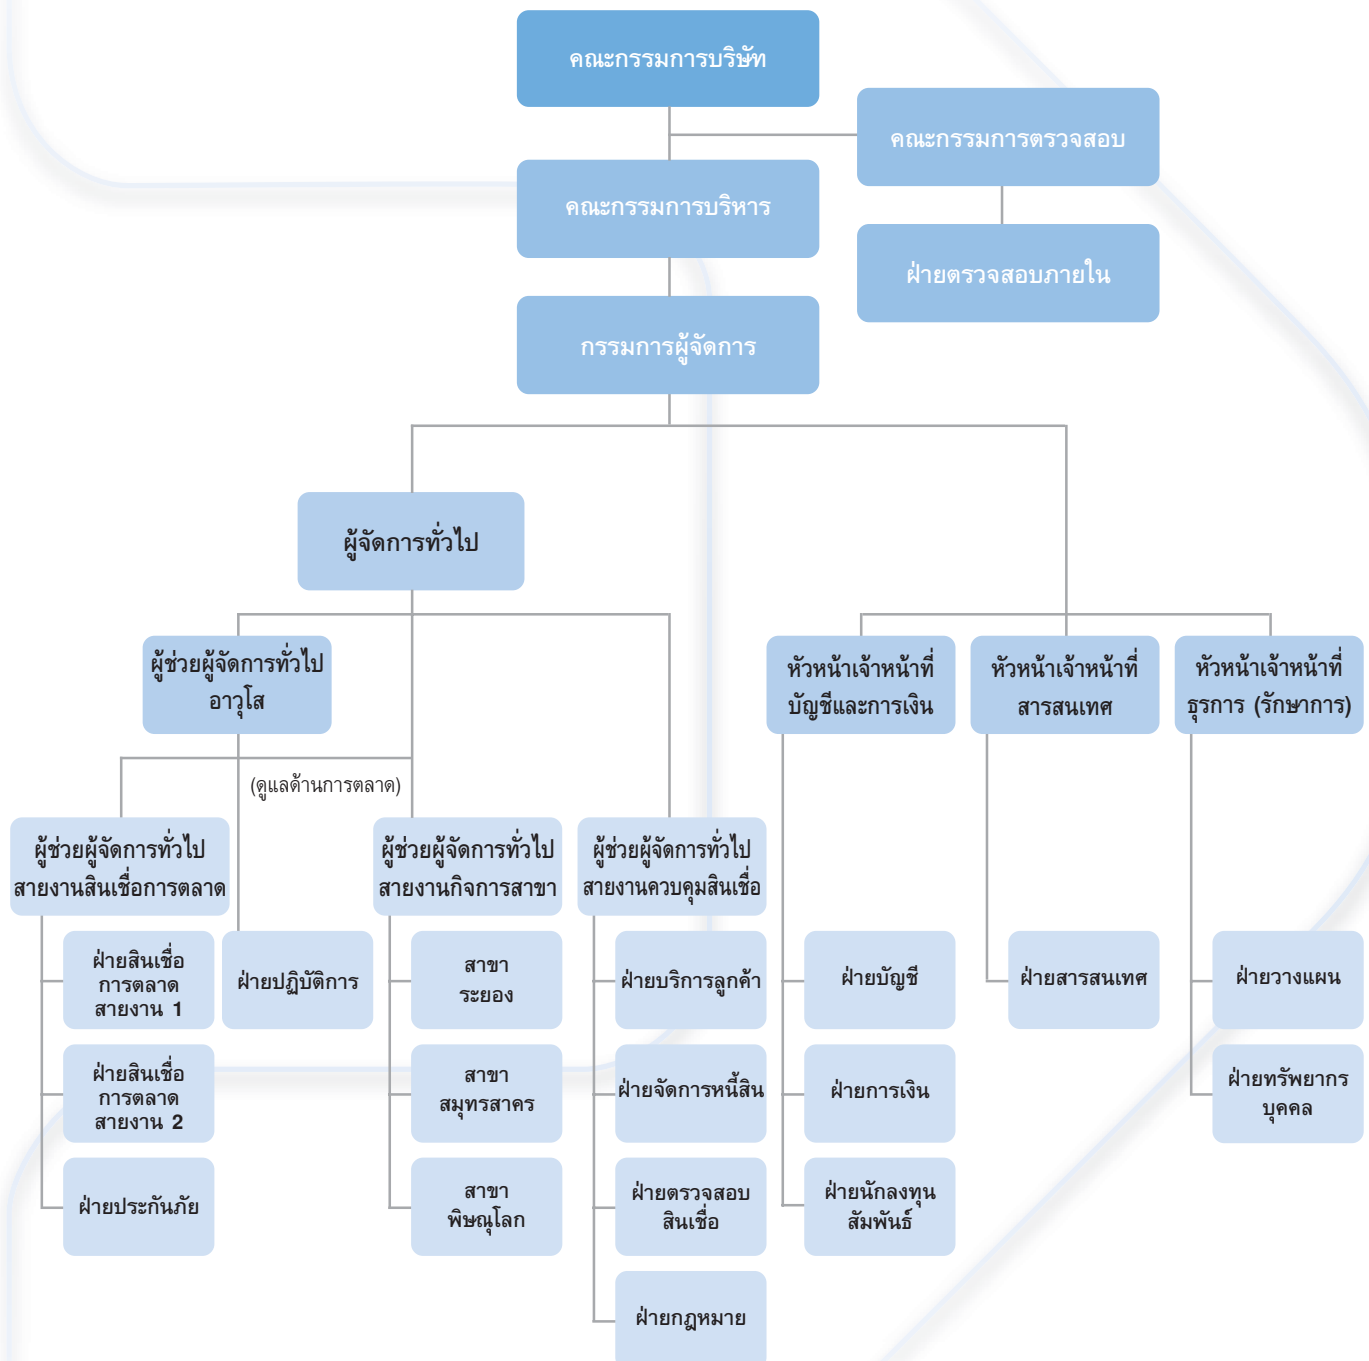 คณะกรรมการบริษัท
คณะกรรมการตรวจสอบ
คณะกรรมการบริหาร
ฝ่ายตรวจสอบภายใน
กรรมการผู้จัดการ
ผู้จัดการทั่วไป
ผู้ช่วยผู้จัดการทั่วไป
อาวุโส
หัวหน้าเจ้าหน้าที่
บัญชีและการเงิน
หัวหน้าเจ้าหน้าที่
สารสนเทศ
หัวหน้าเจ้าหน้าที่
ธุรการ (รักษาการ)
(ดูแลด้านการตลาด)
ผู้ช่วยผู้จัดการทั่วไป
สายงานสินเชื่อการตลาด
ผู้ช่วยผู้จัดการทั่วไป
สายงานกิจการสาขา
ผู้ช่วยผู้จัดการทั่วไป
สายงานควบคุมสินเชื่อ
ฝ่ายสินเชื่อ
การตลาด
สายงาน 1
ฝ่ายปฏิบัติการ
สาขา
ระยอง
ฝ่ายบริการลูกค้า
ฝ่ายบัญชี
ฝ่ายสารสนเทศ
ฝ่ายวางแผน
ฝ่ายสินเชื่อ
การตลาด
สายงาน 2
สาขา
สมุทรสาคร
ฝ่ายจัดการหนี้สิน
ฝ่ายการเงิน
ฝ่ายทรัพยากร
บุคคล
ฝ่ายประกันภัย
สาขา
พิษณุโลก
ฝ่ายตรวจสอบ
สินเชื่อ
ฝ่ายนักลงทุน
สัมพันธ์
ฝ่ายกฎหมาย